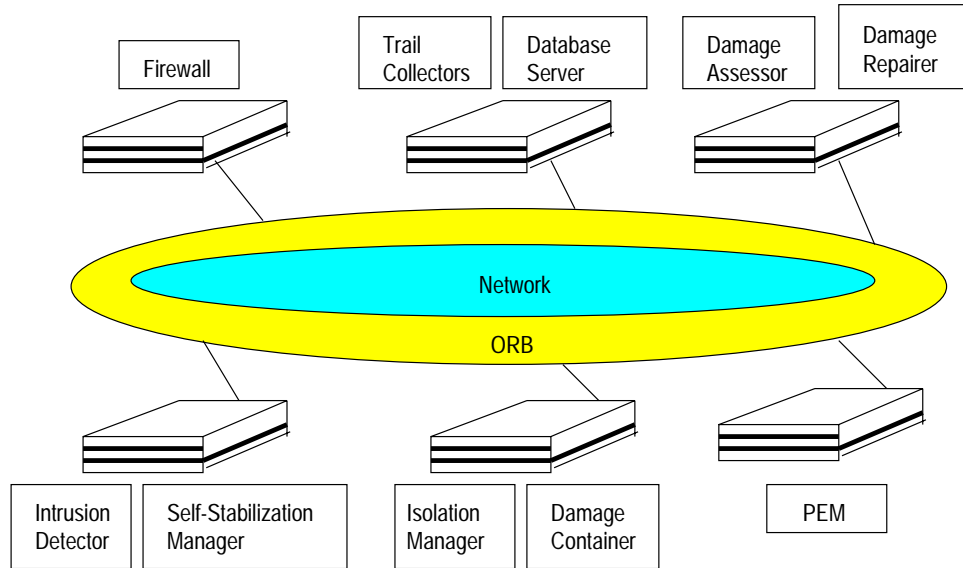 Firewall
Trail
Collectors
Database
Server
Damage
Assessor
Damage
Repairer
Network
ORB
Intrusion
Detector
Self-Stabilization
Manager
Isolation
Manager
Damage
Container
PEM